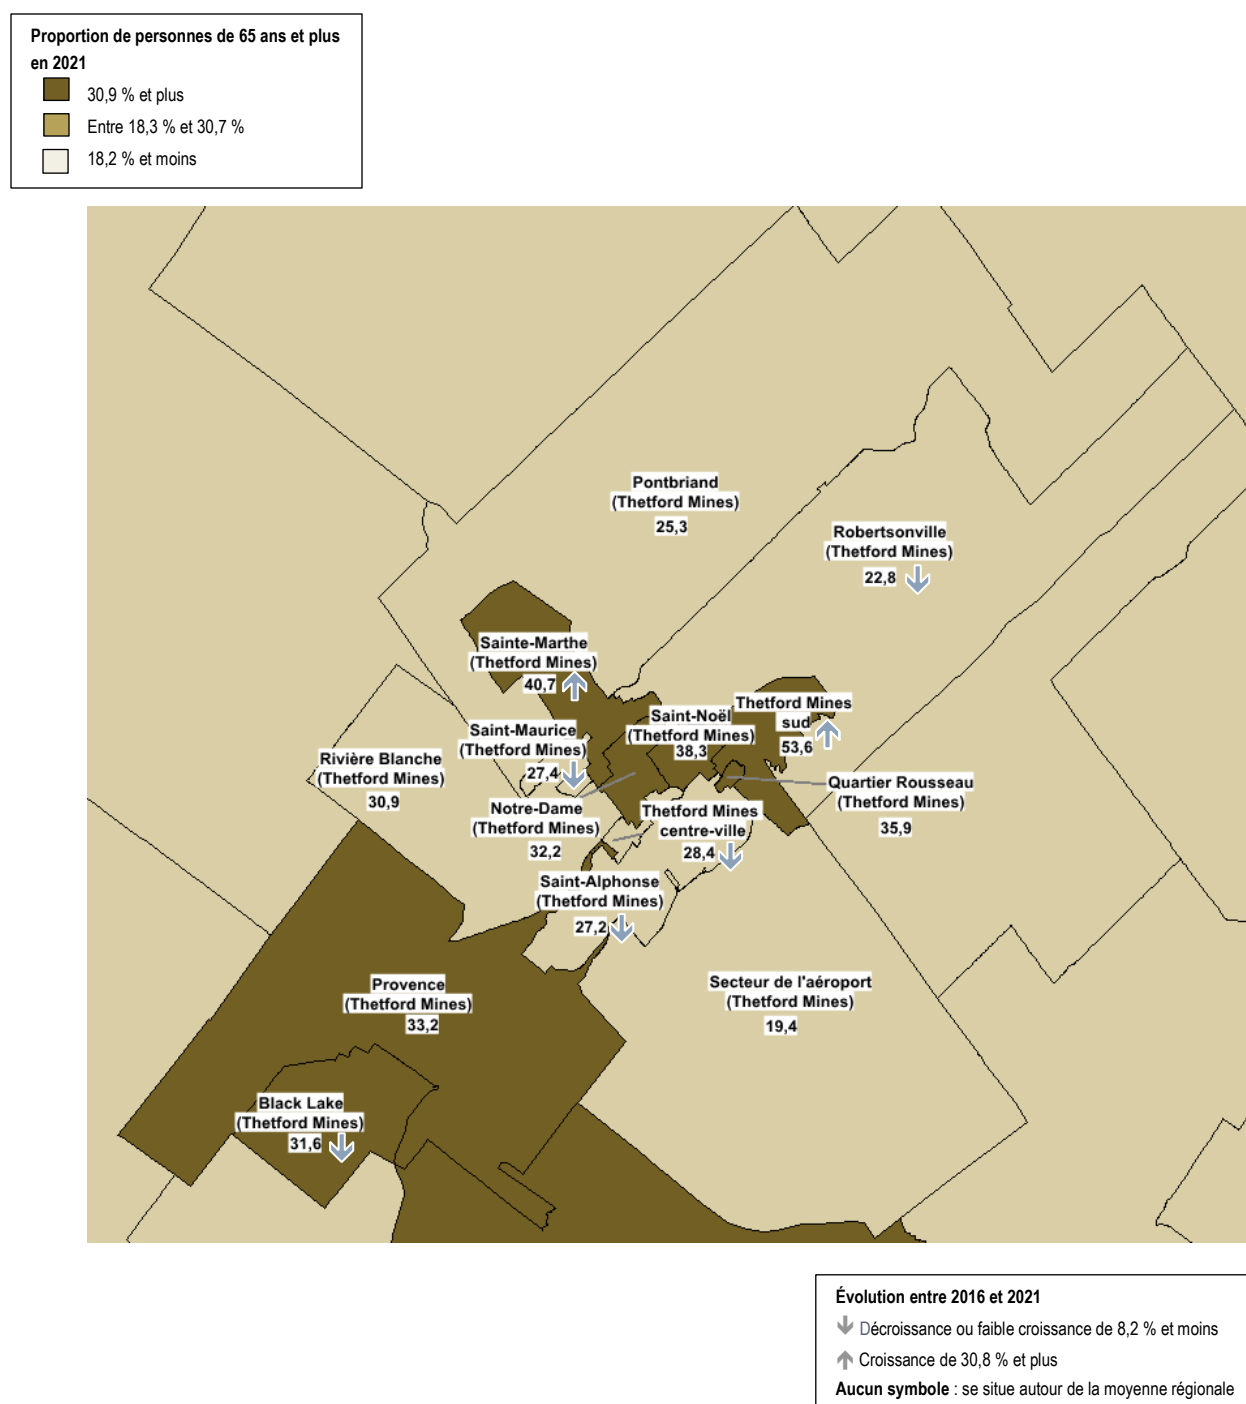 Proportion de personnes de 65 ans et plus
en 2021
30,9 % et plus
Entre 18,3 % et 30,7 %
18,2 % et moins
Pontbriand
(Thetford Mines)
25,3
Robertsonville
(Thetford Mines)
22,8
Sainte-Marthe
(Thetford Mines)
40,7
Thetford Mines
sud
53,6
Saint-Noël
(Thetford Mines)
38,3
Saint-Maurice
(Thetford Mines)
27,4
Rivière Blanche
(Thetford Mines)
30,9
Quartier Rousseau
(Thetford Mines)
35,9
Notre-Dame
(Thetford Mines)
32,2
Thetford Mines
centre-ville
28,4
Saint-Alphonse
(Thetford Mines)
27,2
Provence
(Thetford Mines)
33,2
Secteur de l'aéroport
(Thetford Mines)
19,4
Black Lake
(Thetford Mines)
31,6
Évolution entre 2016 et 2021
Décroissance ou faible croissance de 8,2 % et moins
Croissance de 30,8 % et plus
Aucun symbole : se situe autour de la moyenne régionale